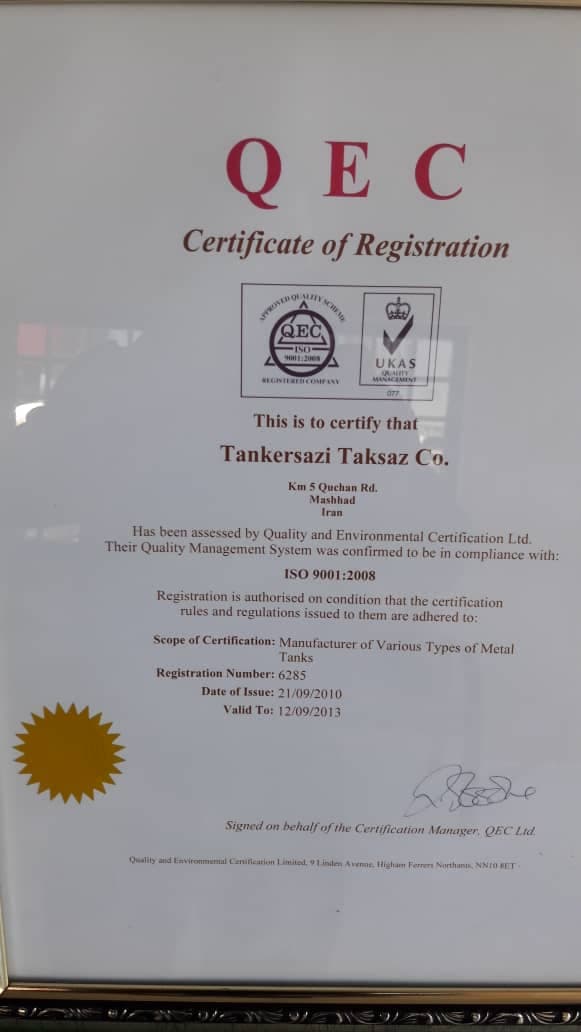 Q E C
Certificate of Registration
APPROVED QUALITY SCHEME
QEC
ISO
9001:2008
REGISTERED COMPANY
UKAS
QUALITY
MANAGEMENT
077
This is to certify that
Tankersazi Taksaz Co.
Km 5 Quchan Rd.
Mashhad
Iran
Has been assessed by Quality and Environmental Certification Ltd.
Their Quality Management System was confirmed to be in compliance with:
ISO 9001:2008
Registration is authorised on condition that the certification
rules and regulations issued to them are adhered to:
Scope of Certification: Manufacturer of Various Types of Metal
Tanks
Registration Number: 6285
Date of Issue: 21/09/2010
Valid To: 12/09/2013
Signed on behalf of the Certification Manager, QEC Ltd.
Quality and Environmental Certification Limited, 9 Linden Avenue, Higham Ferrers Northants, NN10 8ET